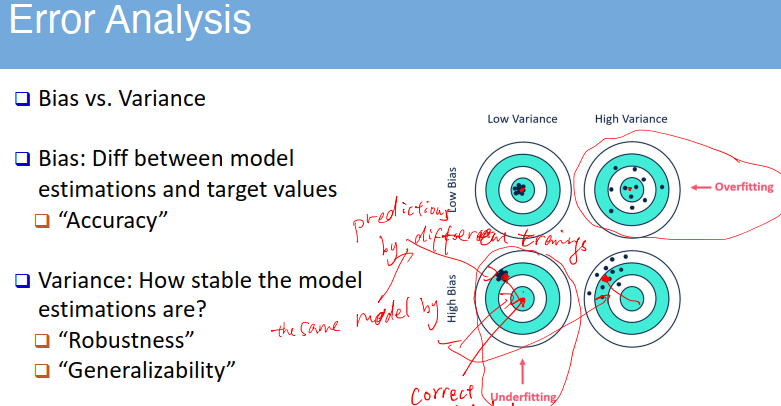 Error Analysis
Bias vs. Variance
Bias: Diff between model
estimations and target values
"Accuracy"
Variance: How stable the model
estimations are?
"Robustness"
"Generalizability"
Low Variance
High Variance
Low Bias
High Bias
Overfitting
Underfitting
predictions
by different trainings
the same model by
Correct